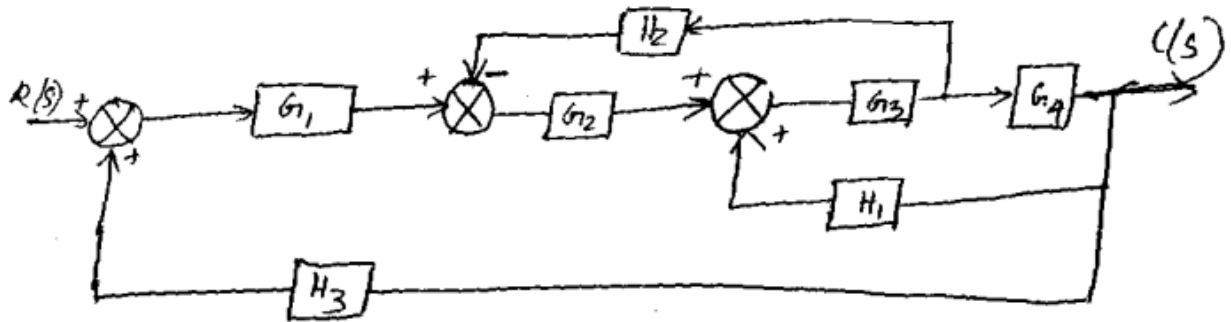 H2
C(S)
R(S) + + - + G1 G2 G3 G4
+ +
H1
H3